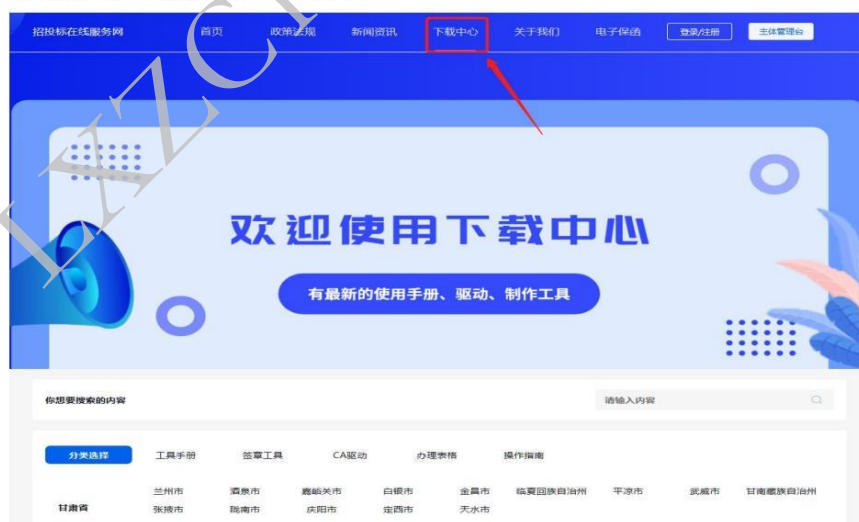 招投标在线服务网 首页 政策法规 新闻资讯 下载中心 关于我们 电子保函 登录/注册 主体管理台
欢迎使用下载中心
有最新的使用手册、驱动、制作工具
你想要搜索的内容 请输入内容
分类选择 工具手册 签章工具 CA驱动 办理表格 操作指南
兰州市 酒泉市 嘉峪关市 白银市 金昌市 临夏回族自治州 平凉市 武威市 甘南藏族自治州
甘肃省
张掖市 陇南市 庆阳市 定西市 天水市